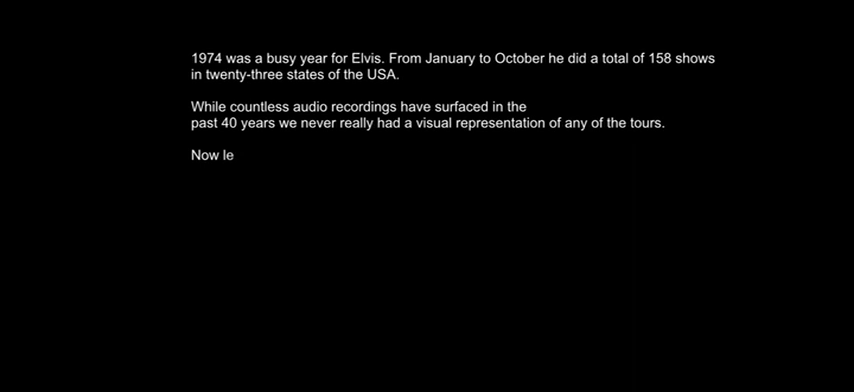 1974 was a busy year for Elvis. From January to October he did a total of 158 shows
in twenty-three states of the USA.
While countless audio recordings have surfaced in the
past 40 years we never really had a visual representation of any of the tours.
Now le